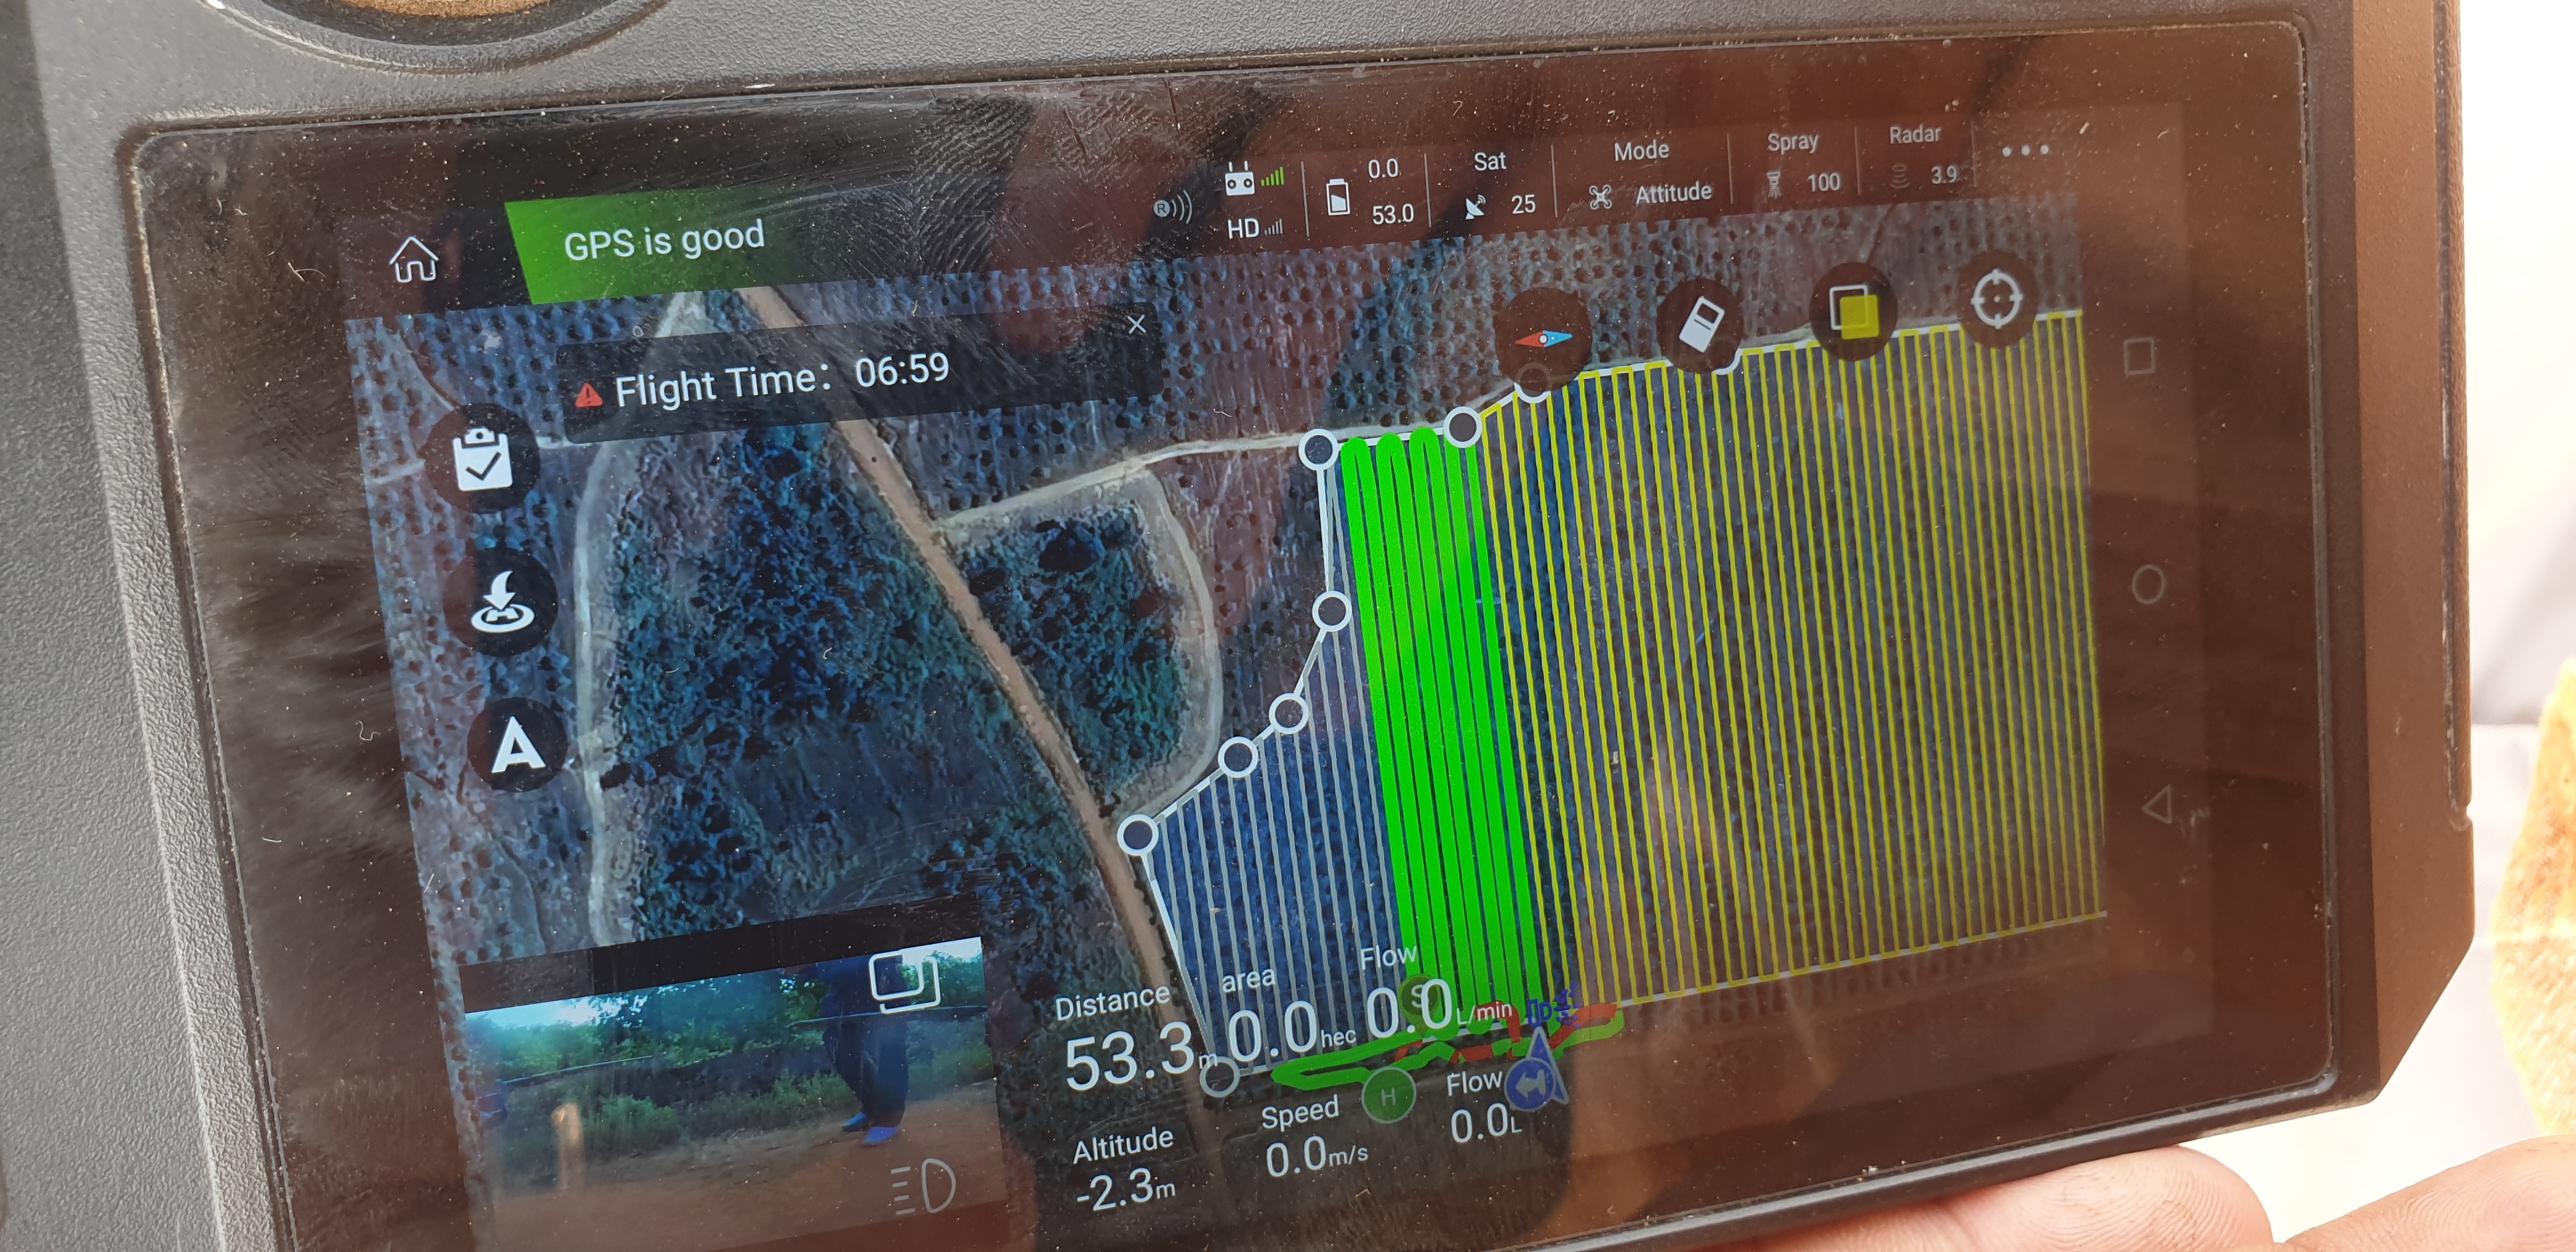 GPS is good
R
HD
0.0
53.0
Sat
25
Mode
Attitude
Spray
100
Radar
3.9
Flight Time: 06:59
A
Distance
53.3m
area
0.0hec
Flow
0.0L/min
S
Altitude
-2.3m
Speed
0.0m/s
H
Flow
0.0L